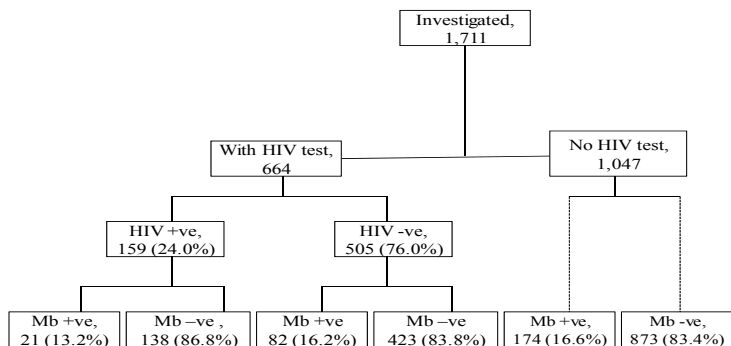 Investigated,
1,711
With HIV test,
664
No HIV test,
1,047
HIV +ve,
159 (24.0%)
HIV -ve,
505 (76.0%)
Mb +ve,
21 (13.2%)
Mb –ve ,
138 (86.8%)
Mb +ve
82 (16.2%)
Mb –ve
423 (83.8%)
Mb +ve,
174 (16.6%)
Mb -ve,
873 (83.4%)